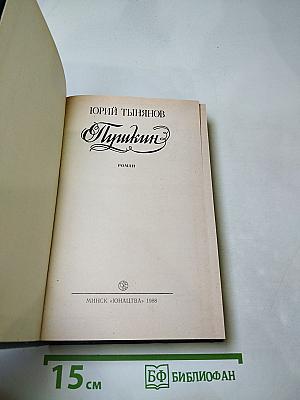 ЮРИЙ ТЫНЯНОВ
Пушкин
РОМАН
МИНСК «ЮНАЦТВА» 1988
15 см
БФ БИБЛИОФАН